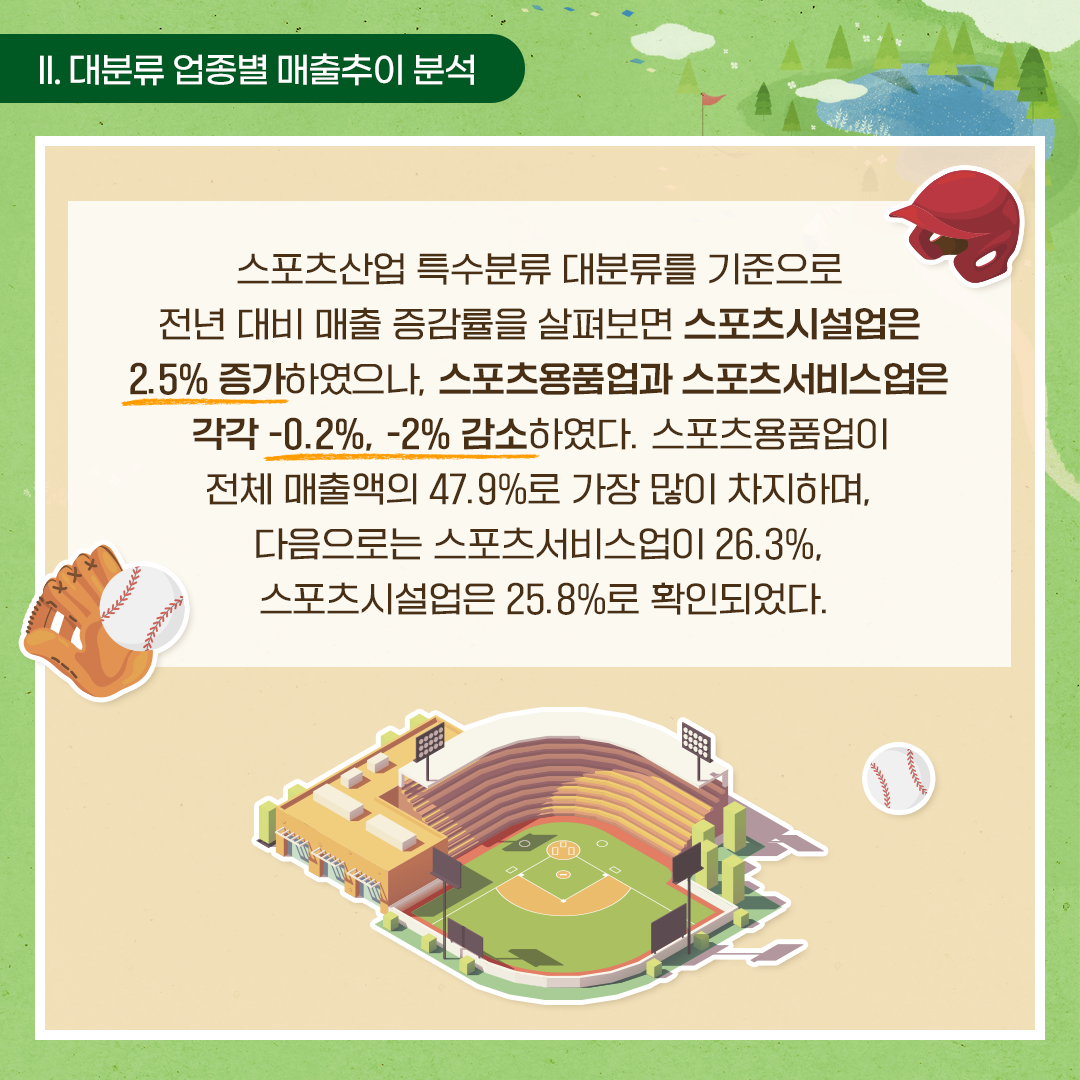 II. 대분류 업종별 매출추이 분석
스포츠산업 특수분류 대분류를 기준으로
전년 대비 매출 증감률을 살펴보면 스포츠시설업은
2.5% 증가하였으나, 스포츠용품업과 스포츠서비스업은
각각 -0.2%, -2% 감소하였다. 스포츠용품업이
전체 매출액의 47.9%로 가장 많이 차지하며,
다음으로는 스포츠서비스업이 26.3%,
스포츠시설업은 25.8%로 확인되었다.